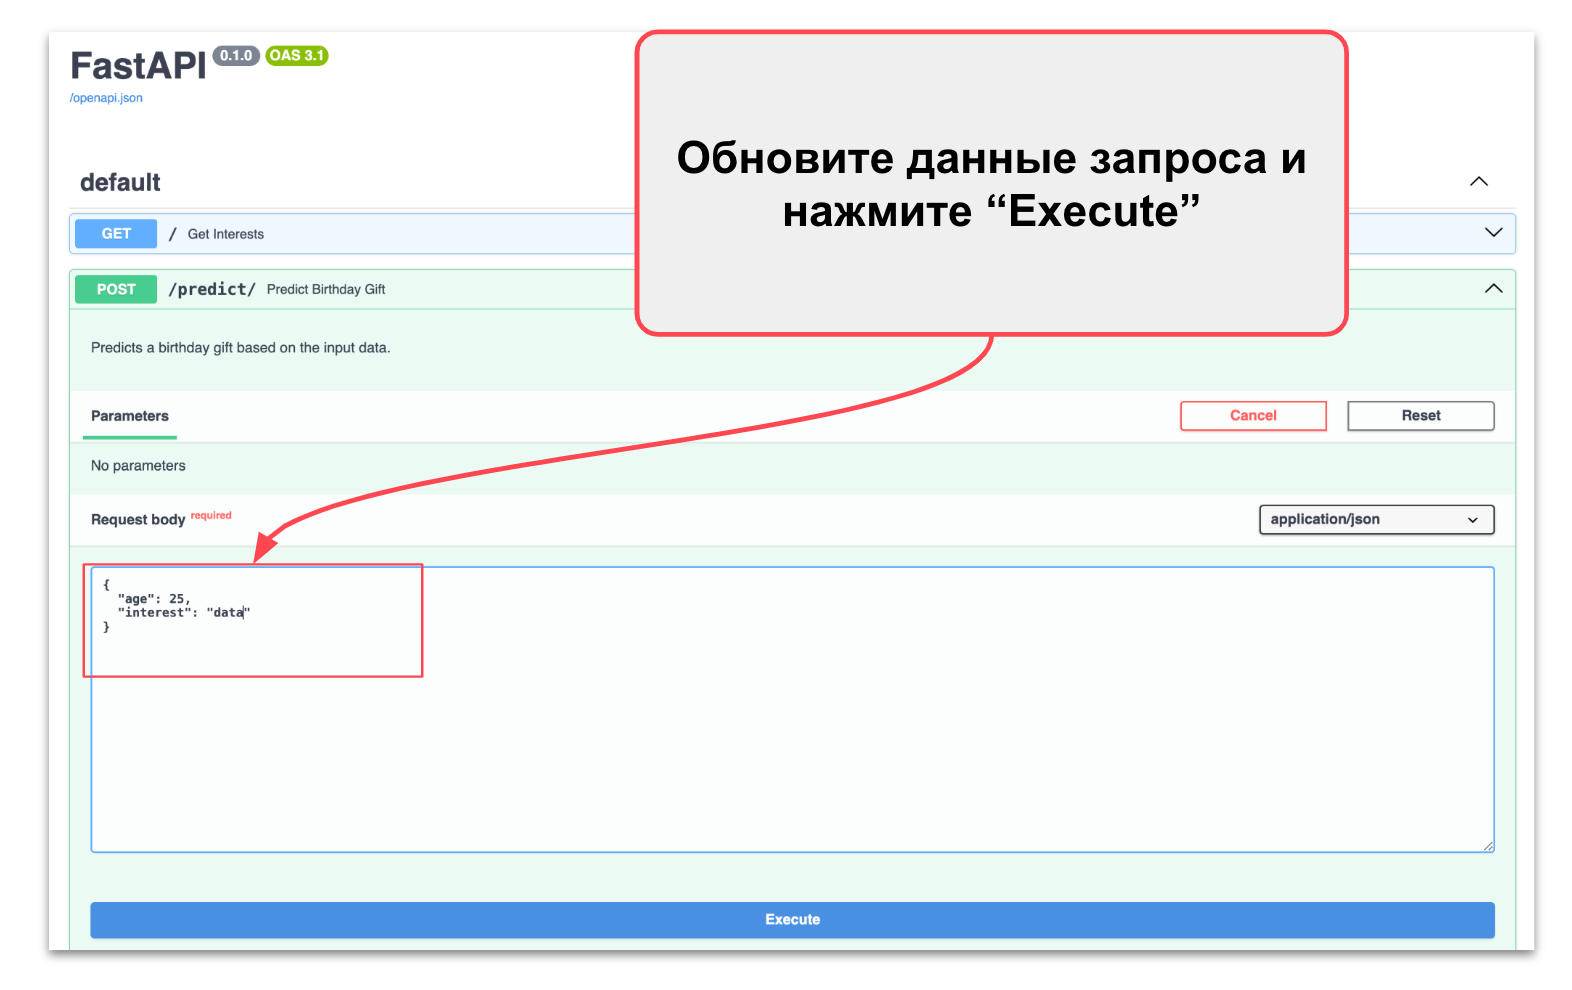 FastAPI 0.1.0 OAS 3.1
/openapi.json
Обновите данные запроса и
нажмите “Execute”
default
GET / Get Interests
POST /predict/ Predict Birthday Gift
Predicts a birthday gift based on the input data.
Parameters
Cancel
Reset
No parameters
Request body required
application/json
{
"age": 25,
"interest": "data"
}
Execute